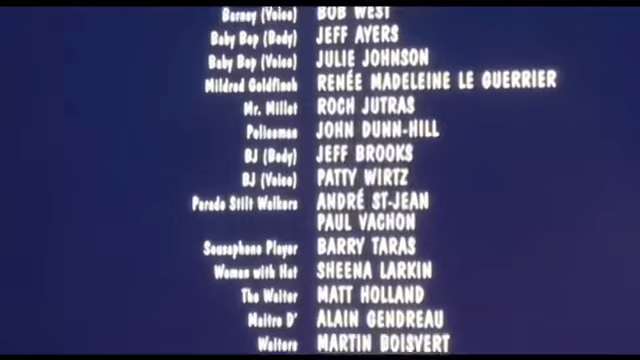 Barney (Voice) BOB WEST
Baby Bop (Body) JEFF AYERS
Baby Bop (Voice) JULIE JOHNSON
Mildred Goldfinch RENÉE MADELEINE LE GUERRIER
Mr. Millet ROCH JUTRAS
Policeman JOHN DUNN-HILL
BJ (Body) JEFF BROOKS
BJ (Voice) PATTY WIRTZ
Parade Stilt Walkers ANDRÉ ST-JEAN
PAUL VACHON
Sousaphone Player BARRY TARAS
Woman with Hat SHEENA LARKIN
The Waiter MATT HOLLAND
Maitre D' ALAIN GENDREAU
Waiters MARTIN BOISVERT